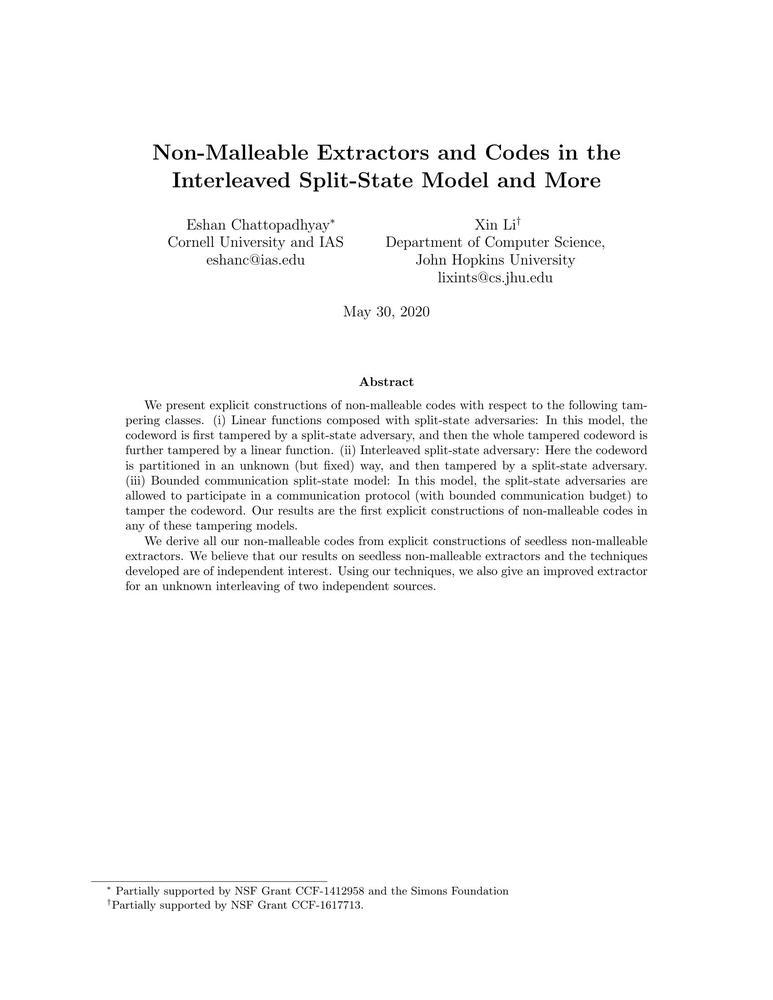 Non-Malleable Extractors and Codes in the
Interleaved Split-State Model and More
Eshan Chattopadhyay*
Cornell University and IAS
eshanc@ias.edu
Xin Li†
Department of Computer Science,
John Hopkins University
lixints@cs.jhu.edu
May 30, 2020
Abstract
We present explicit constructions of non-malleable codes with respect to the following tam-
pering classes. (i) Linear functions composed with split-state adversaries: In this model, the
codeword is first tampered by a split-state adversary, and then the whole tampered codeword is
further tampered by a linear function. (ii) Interleaved split-state adversary: Here the codeword
is partitioned in an unknown (but fixed) way, and then tampered by a split-state adversary.
(iii) Bounded communication split-state model: In this model, the split-state adversaries are
allowed to participate in a communication protocol (with bounded communication budget) to
tamper the codeword. Our results are the first explicit constructions of non-malleable codes in
any of these tampering models.
We derive all our non-malleable codes from explicit constructions of seedless non-malleable
extractors. We believe that our results on seedless non-malleable extractors and the techniques
developed are of independent interest. Using our techniques, we also give an improved extractor
for an unknown interleaving of two independent sources.
* Partially supported by NSF Grant CCF-1412958 and the Simons Foundation
†Partially supported by NSF Grant CCF-1617713.